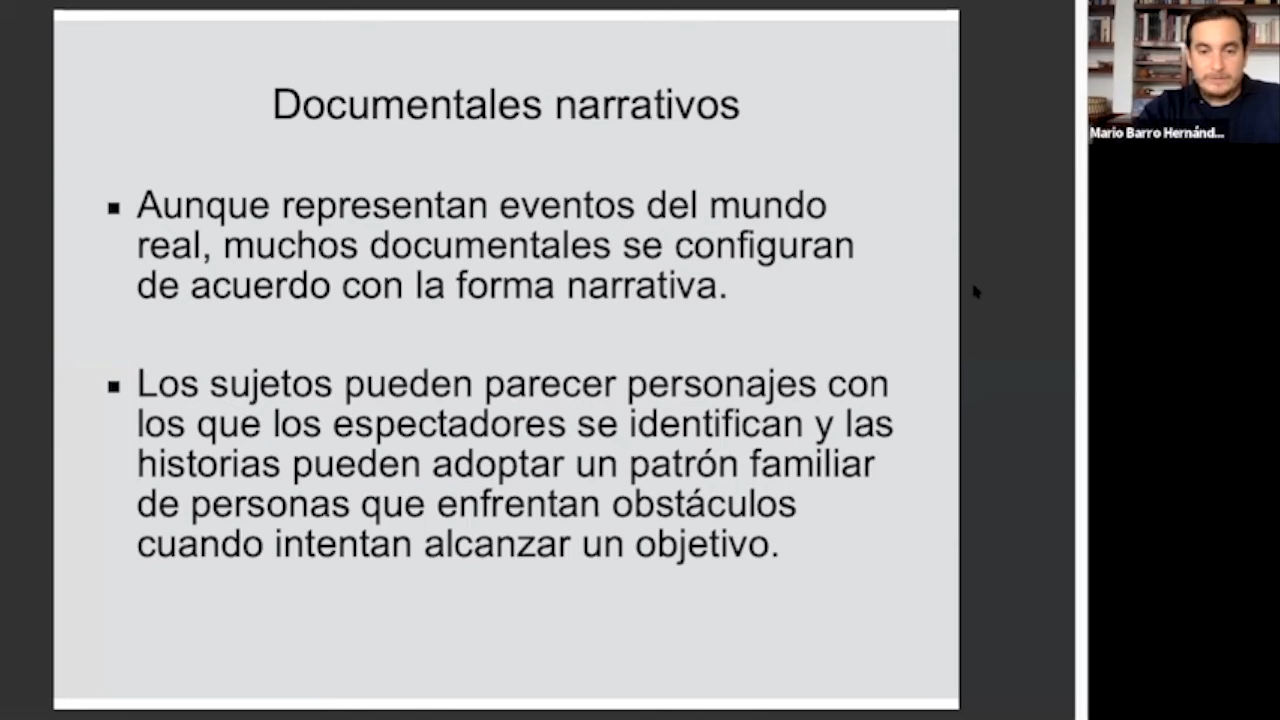 Documentales narrativos
Aunque representan eventos del mundo
real, muchos documentales se configuran
de acuerdo con la forma narrativa.
Los sujetos pueden parecer personajes con
los que los espectadores se identifican y las
historias pueden adoptar un patrón familiar
de personas que enfrentan obstáculos
cuando intentan alcanzar un objetivo.
Mario Barro Hernánd...